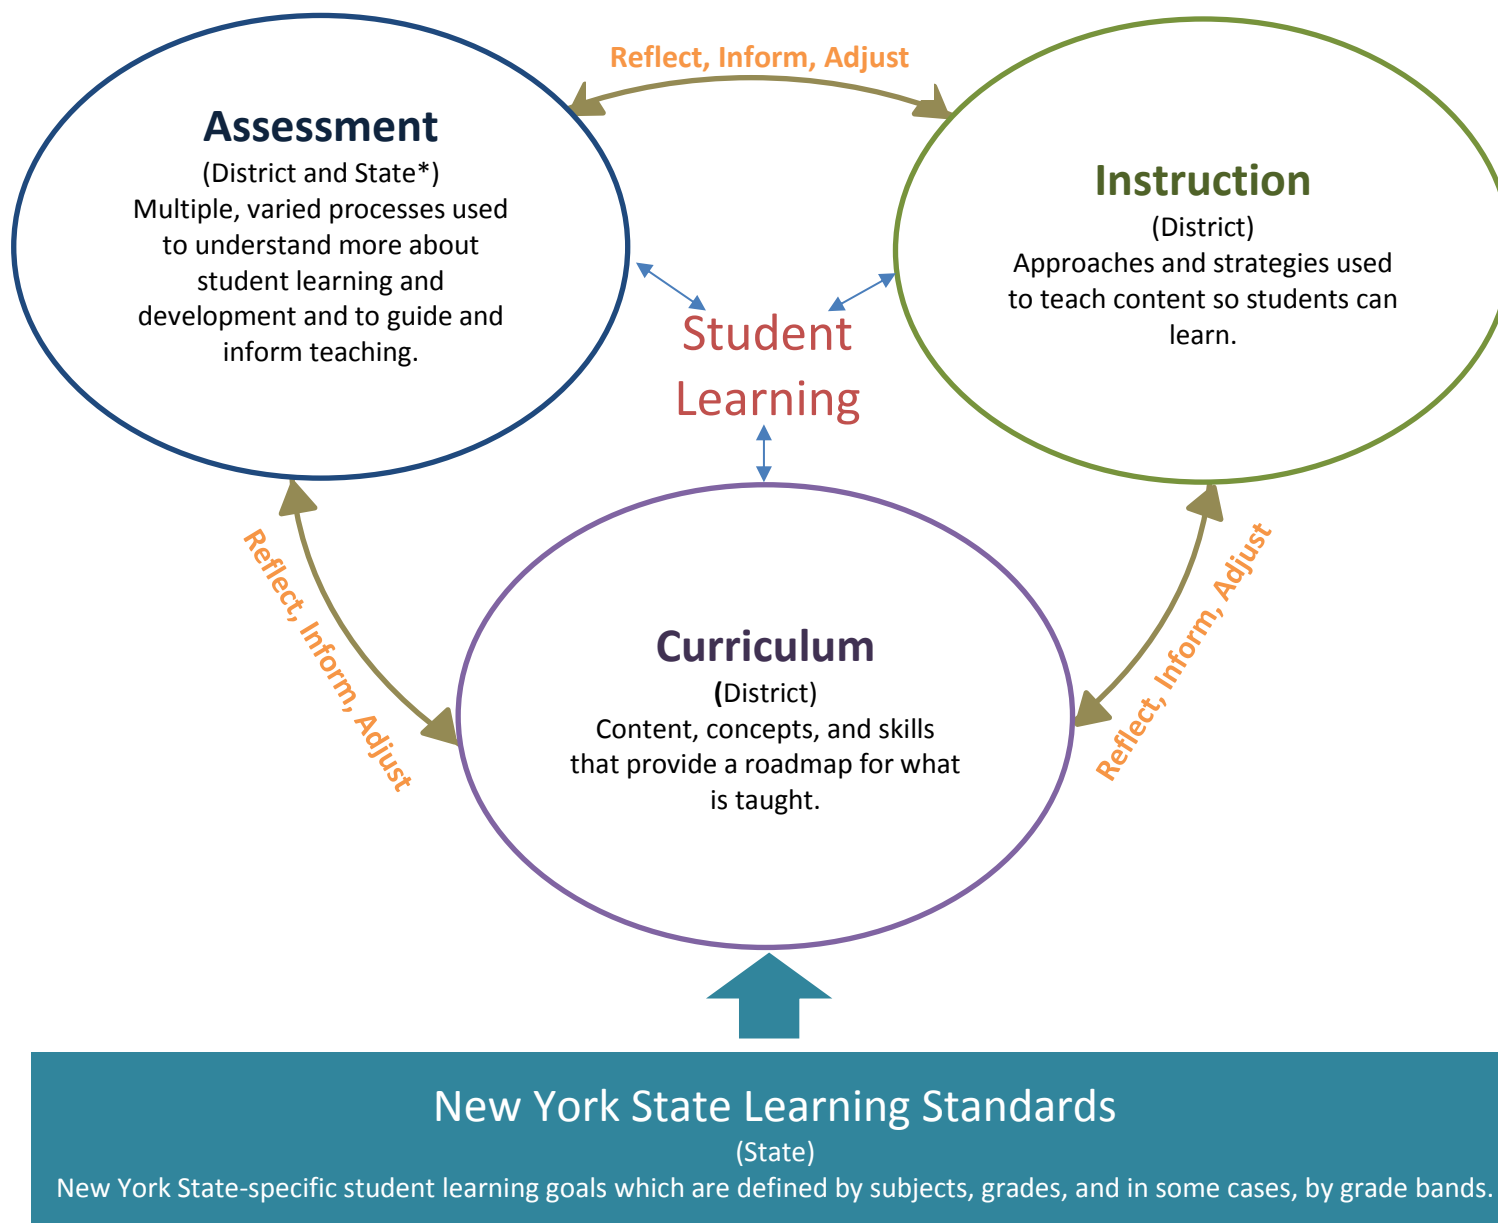 Reflect, Inform, Adjust
Assessment
(District and State*)
Multiple, varied processes used
to understand more about
student learning and
development and to guide and
inform teaching.
Instruction
(District)
Approaches and strategies used
to teach content so students can
learn.
Student
Learning
Reflect, Inform, Adjust
Reflect, Inform, Adjust
Curriculum
(District)
Content, concepts, and skills
that provide a roadmap for what
is taught.
New York State Learning Standards
(State)
New York State-specific student learning goals which are defined by subjects, grades, and in some cases, by grade bands.